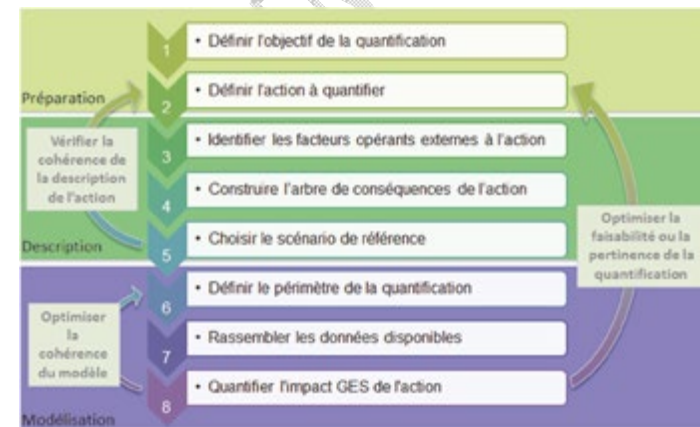 1
• Définir l'objectif de la quantification
2
• Définir l'action à quantifier
Préparation
3
• Identifier les facteurs opérants externes à l'action
4
• Construire l'arbre de conséquences de l'action
5
• Choisir le scénario de référence
Vérifier la
cohérence de
la description
de l'action
Description
6
• Définir le périmètre de la quantification
7
• Rassembler les données disponibles
8
• Quantifier l'impact GES de l'action
Optimiser
la
cohérence
du modèle
Modélisation
Optimiser la
faisabilité ou la
pertinence de la
quantification